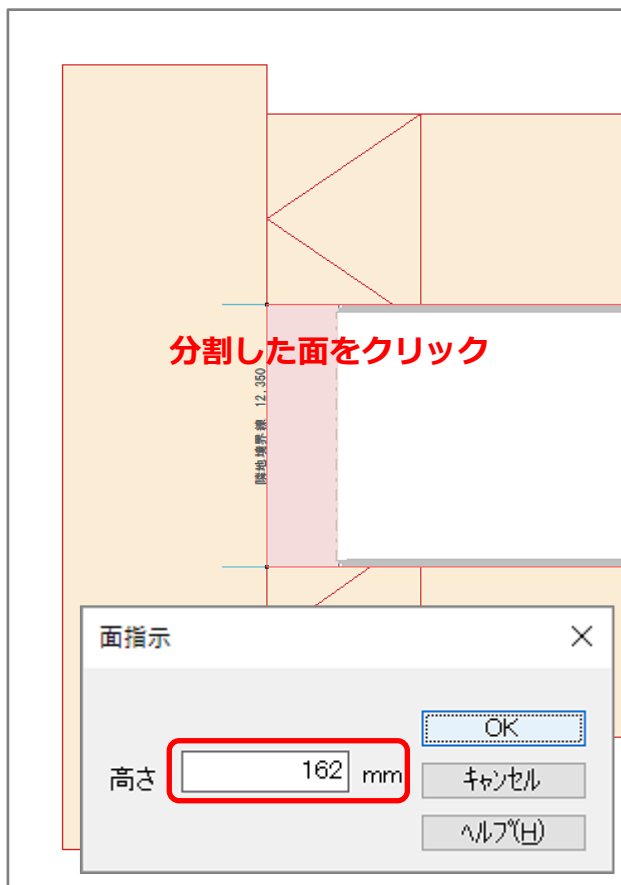 分割した面をクリック
隣地境界線 12,350
面指示
高さ 162 mm
OK
キャンセル
ヘルプ(H)